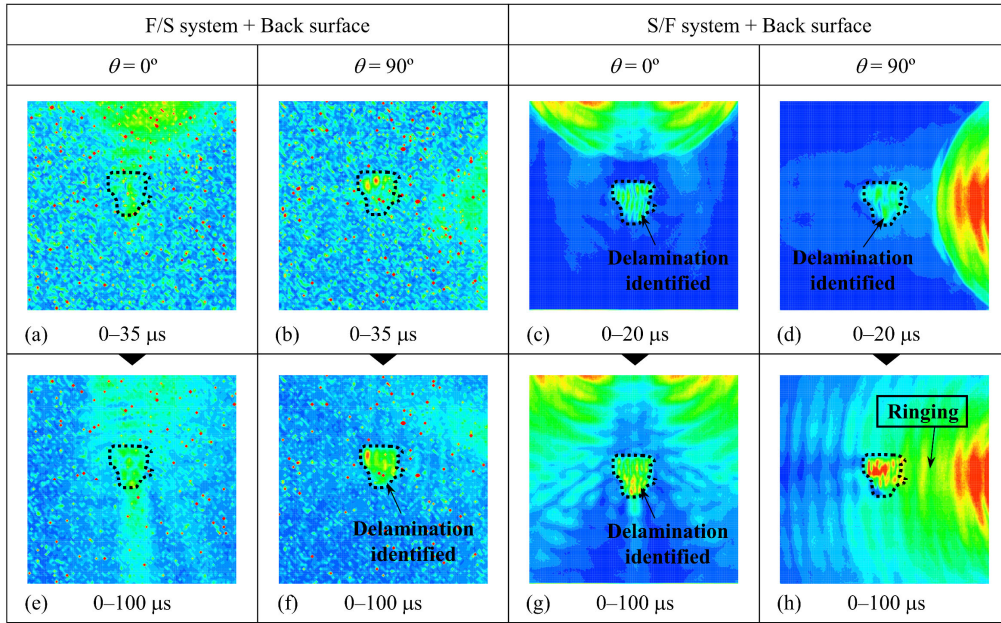 F/S system + Back surface
S/F system + Back surface
θ = 0º
θ = 90º
θ = 0º
θ = 90º
Delamination
identified
Delamination
identified
(a) 0–35 μs
(b) 0–35 μs
(c) 0–20 μs
(d) 0–20 μs
Ringing
Delamination
identified
Delamination
identified
(e) 0–100 μs
(f) 0–100 μs
(g) 0–100 μs
(h) 0–100 μs